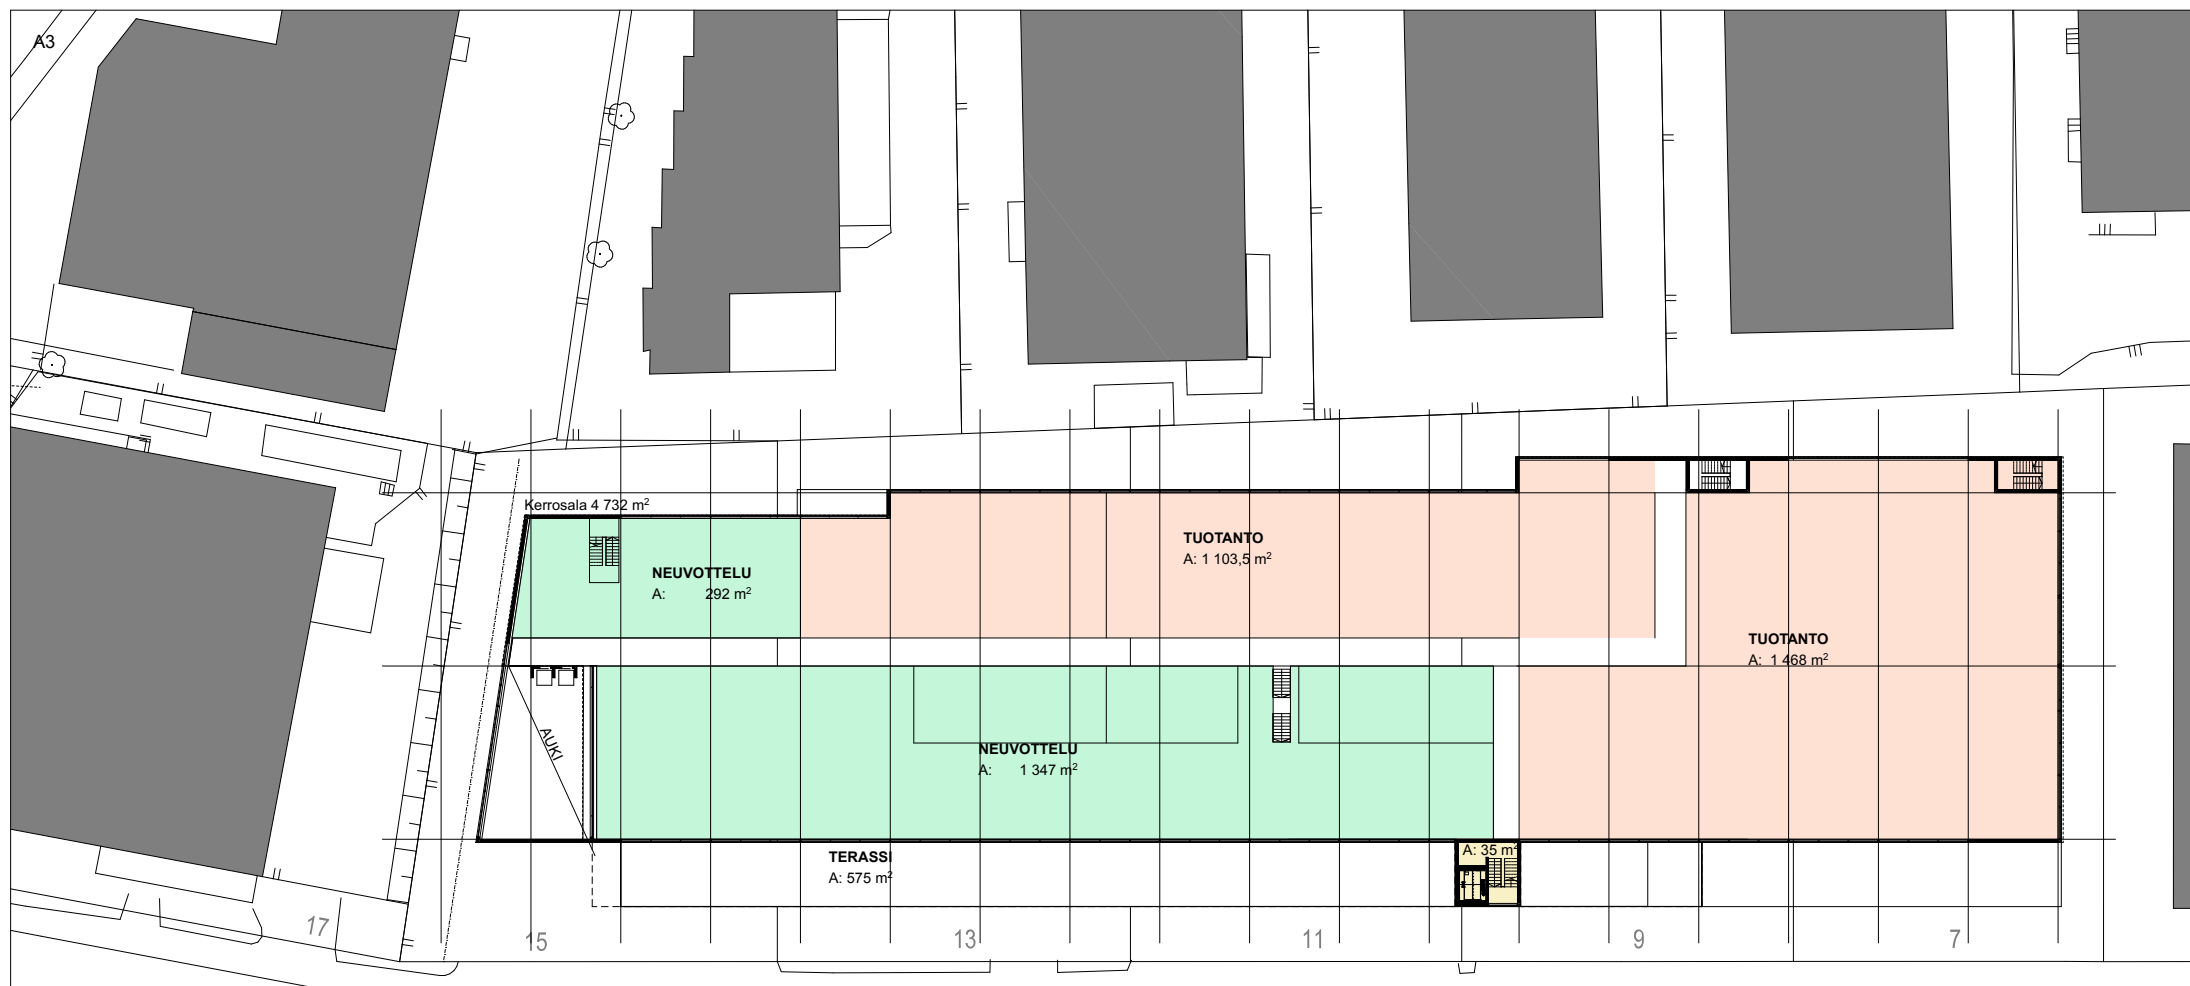 A3
Kerrosala 4 732 m²
TUOTANTO
A: 1 103,5 m²
NEUVOTTELU
A: 292 m²
TUOTANTO
A: 1 468 m²
AUKI
NEUVOTTELU
A: 1 347 m²
TERASSI
A: 575 m²
A: 35 m²
17
15
13
11
9
7